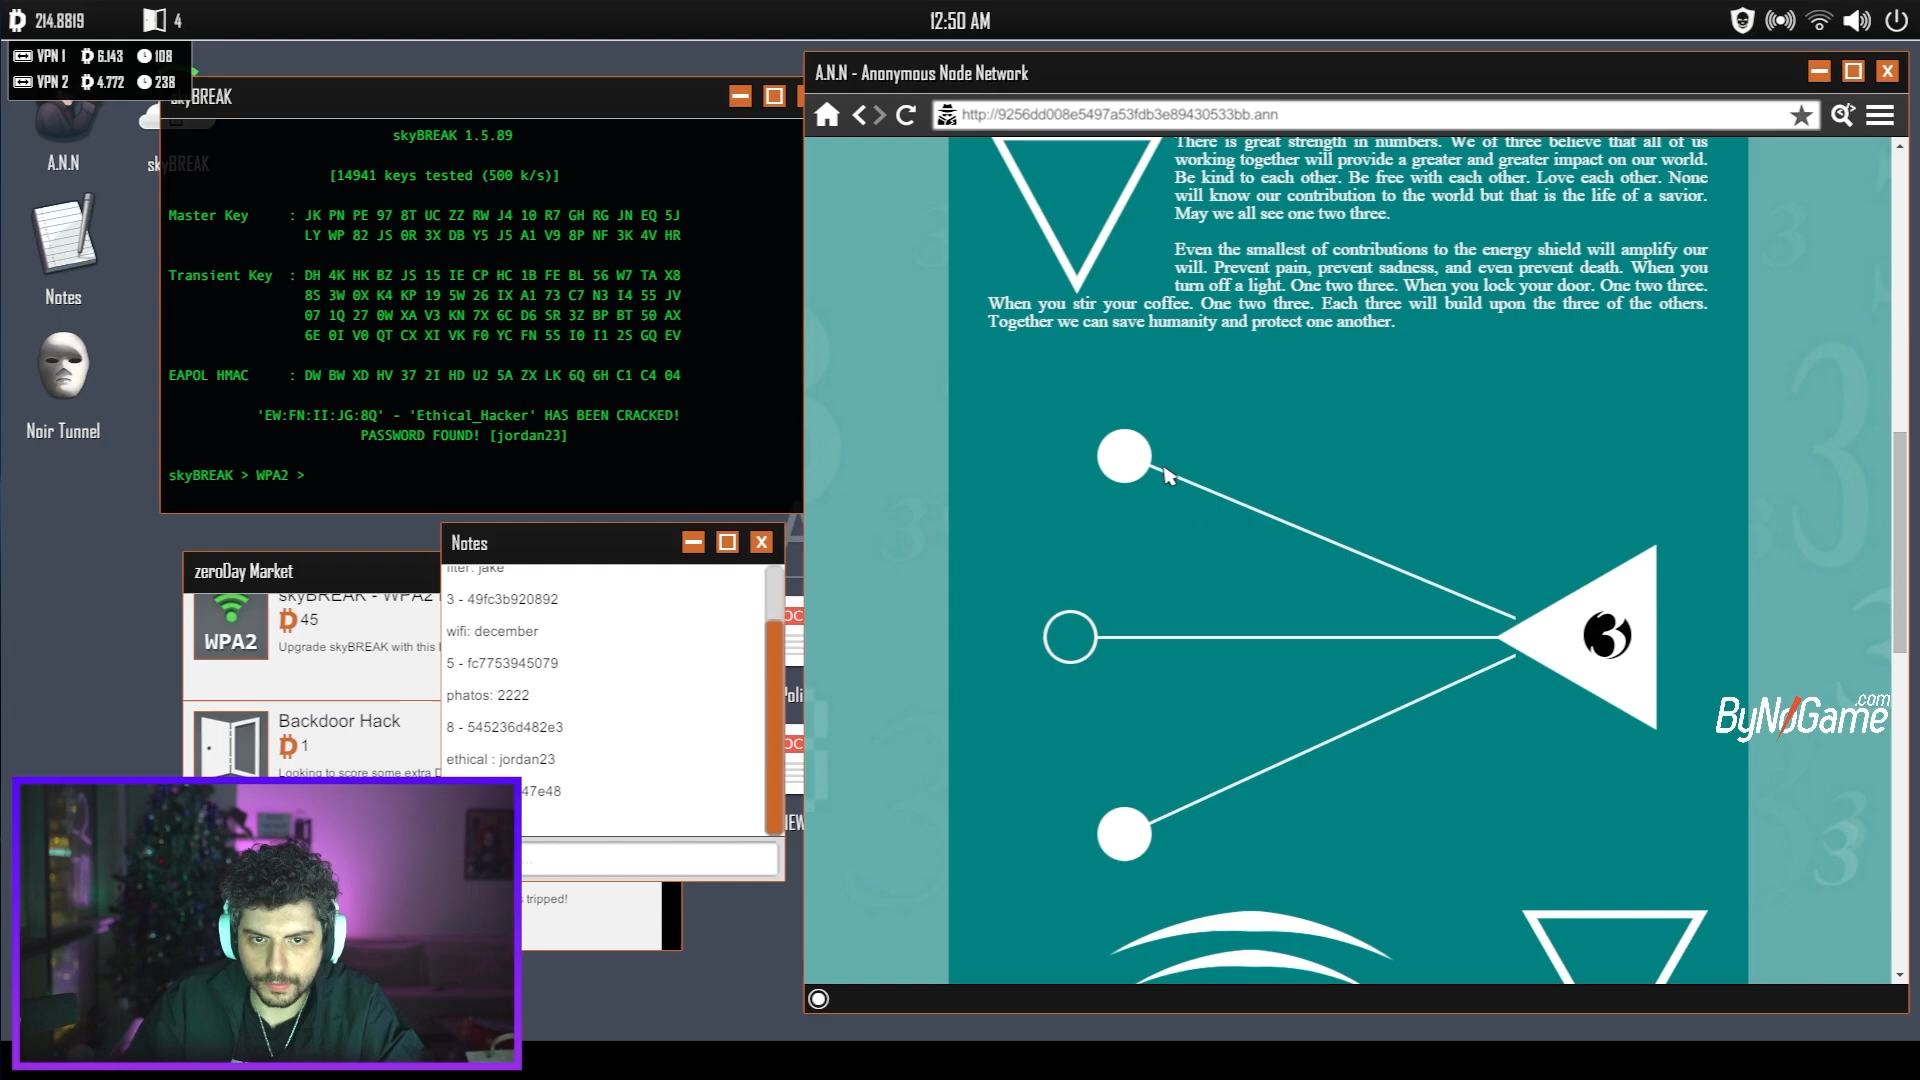 214.8819
4
12:50 AM
VPN 1 6.143 108
VPN 2 4.772 238
A.N.N
skyBREAK
Notes
Noir Tunnel
skyBREAK
skyBREAK 1.5.89
[14941 keys tested (500 k/s)]
Master Key : JK PN PE 97 8T UC ZZ RW J4 10 R7 GH RG JN EQ 5J
LY WP 82 JS 0R 3X DB Y5 J5 A1 V9 8P NF 3K 4V HR
Transient Key : DH 4K HK BZ JS 15 IE CP HC 1B FE BL 56 W7 TA X8
8S 3W 0X K4 KP 19 5W 26 IX A1 73 C7 N3 I4 55 JV
07 1Q 27 0W XA V3 KN 7X 6C D6 SR 3Z BP BT 50 AX
6E 0I V0 QT CX XI VK F0 YC FN 5S I0 I1 2S GQ EV
EAPOL HMAC : DW BW XD HV 37 2I HD U2 5A ZX LK 6Q 6H C1 C4 04
'EW:FN:II:JG:8Q' - 'Ethical_Hacker' HAS BEEN CRACKED!
PASSWORD FOUND! [jordan23]
skyBREAK > WPA2 >
zeroDay Market
skyBREAK - WPA2
WPA2
45
Upgrade skyBREAK with this
Backdoor Hack
1
Looking to score some extra
tripped!
Notes
jake
3 - 49fc3b920892
wifi: december
5 - fc7753945079
phatos: 2222
8 - 545236d482e3
ethical : jordan23
47e48
A.N.N - Anonymous Node Network
http://9256dd008e5497a53fdb3e89430533bb.ann
There is great strength in numbers. We of three believe that all of us
working together will provide a greater and greater impact on our world.
Be kind to each other. Be free with each other. Love each other. None
will know our contribution to the world but that is the life of a savior.
May we all see one two three.
Even the smallest of contributions to the energy shield will amplify our
will. Prevent pain, prevent sadness, and even prevent death. When you
turn off a light. One two three. When you lock your door. One two three.
When you stir your coffee. One two three. Each three will build upon the three of the others.
Together we can save humanity and protect one another.
3
ByNoGame.com